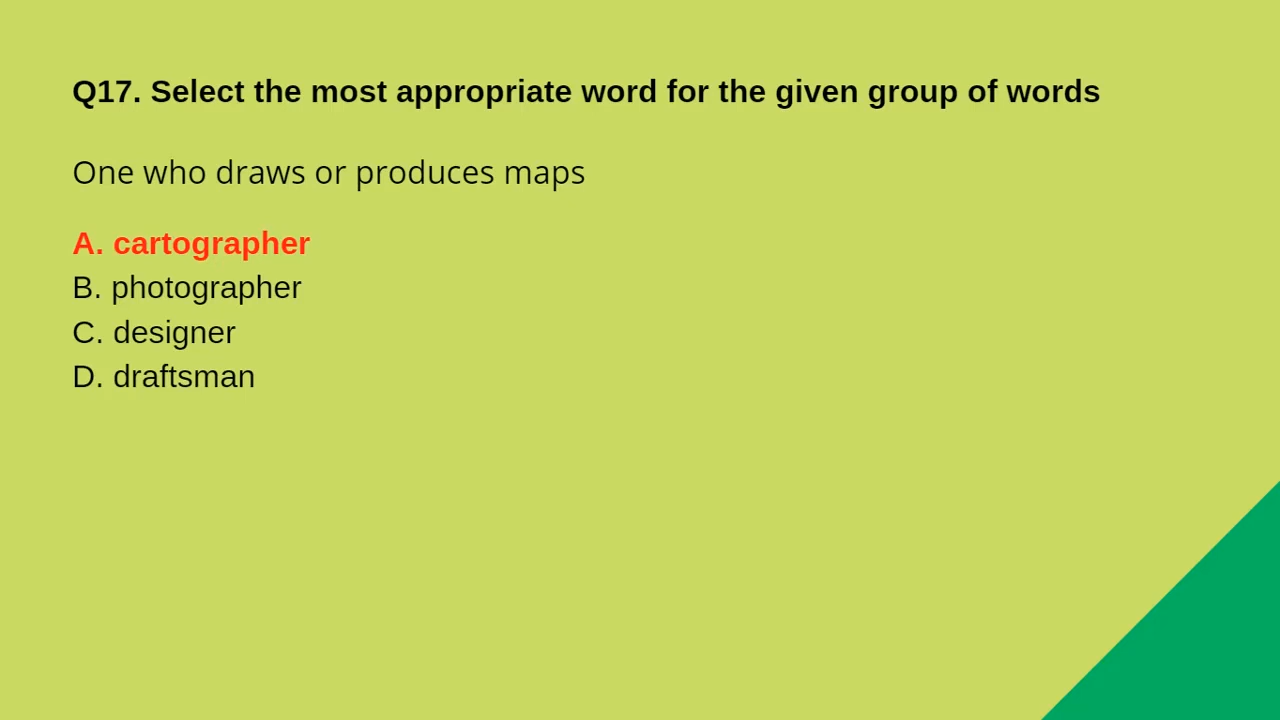 Q17. Select the most appropriate word for the given group of words
One who draws or produces maps
A. cartographer
B. photographer
C. designer
D. draftsman